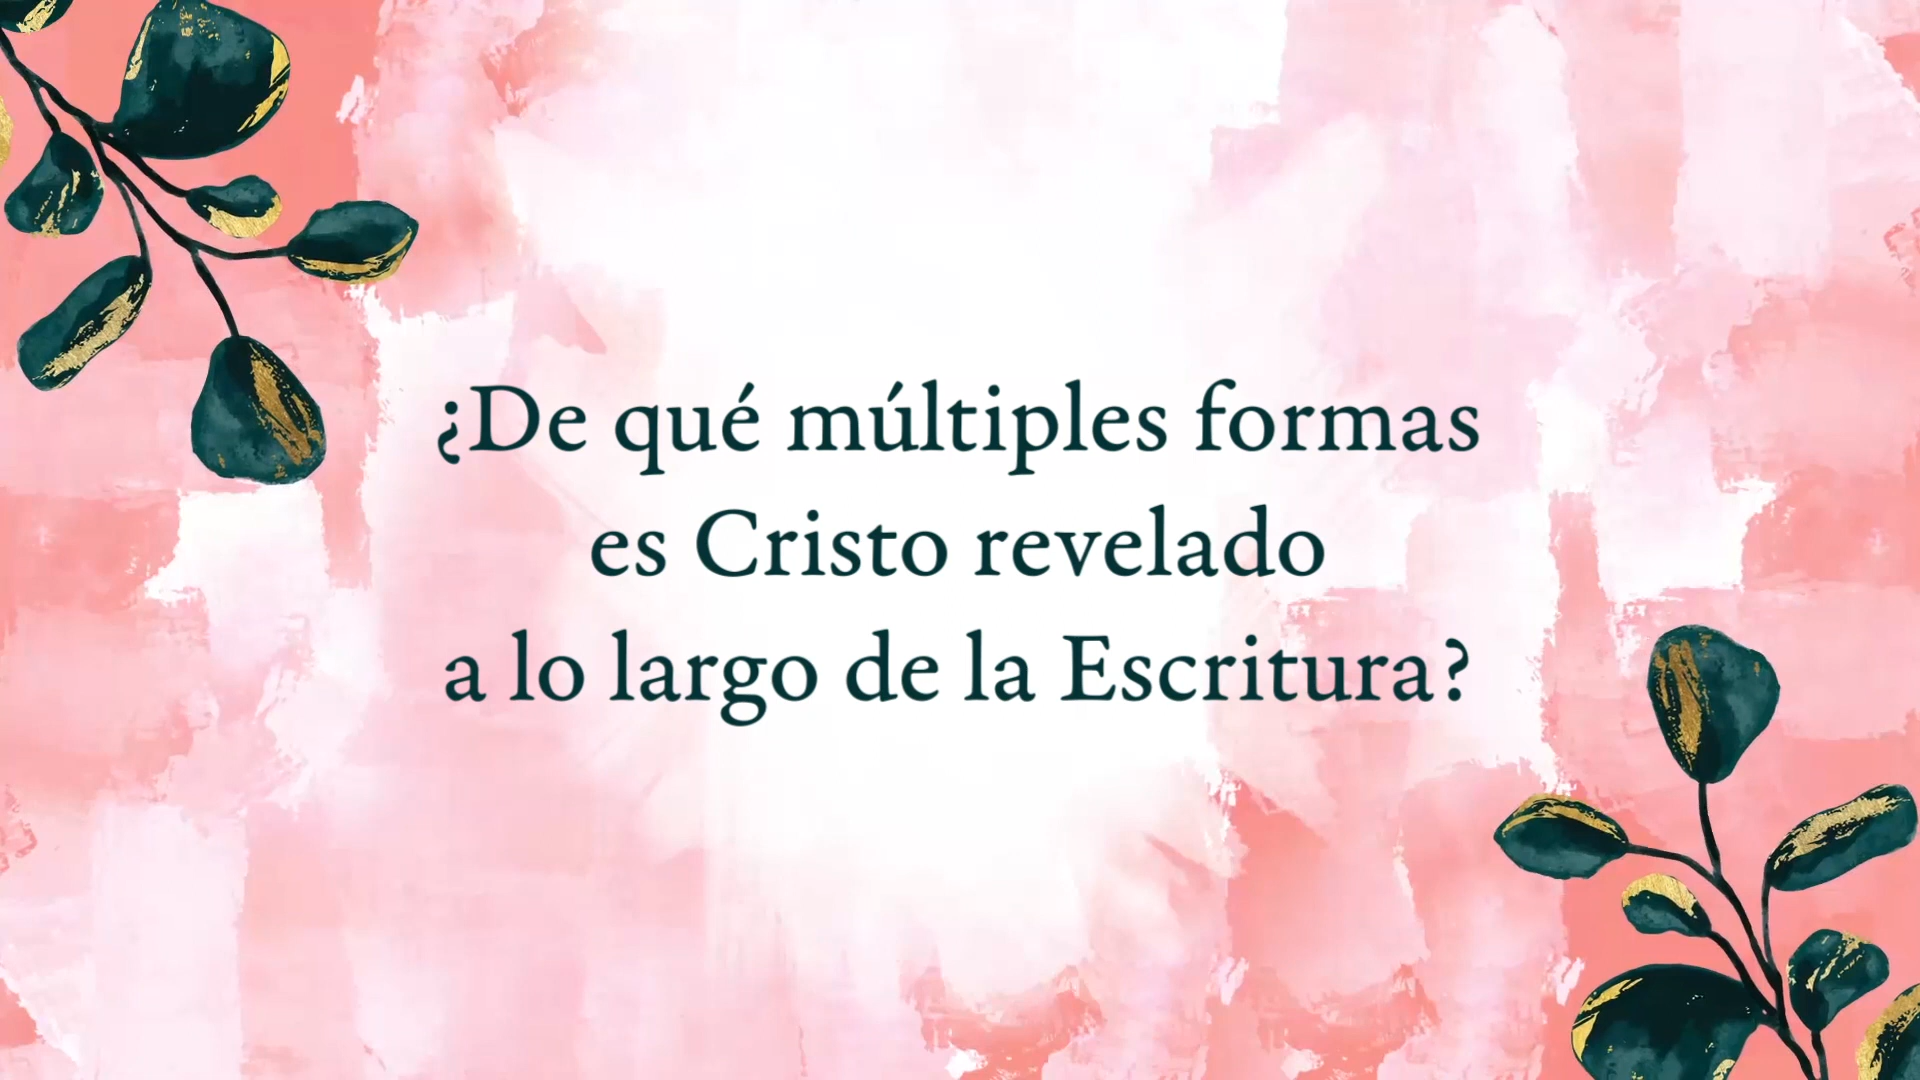 ¿De qué múltiples formas
es Cristo revelado
a lo largo de la Escritura?